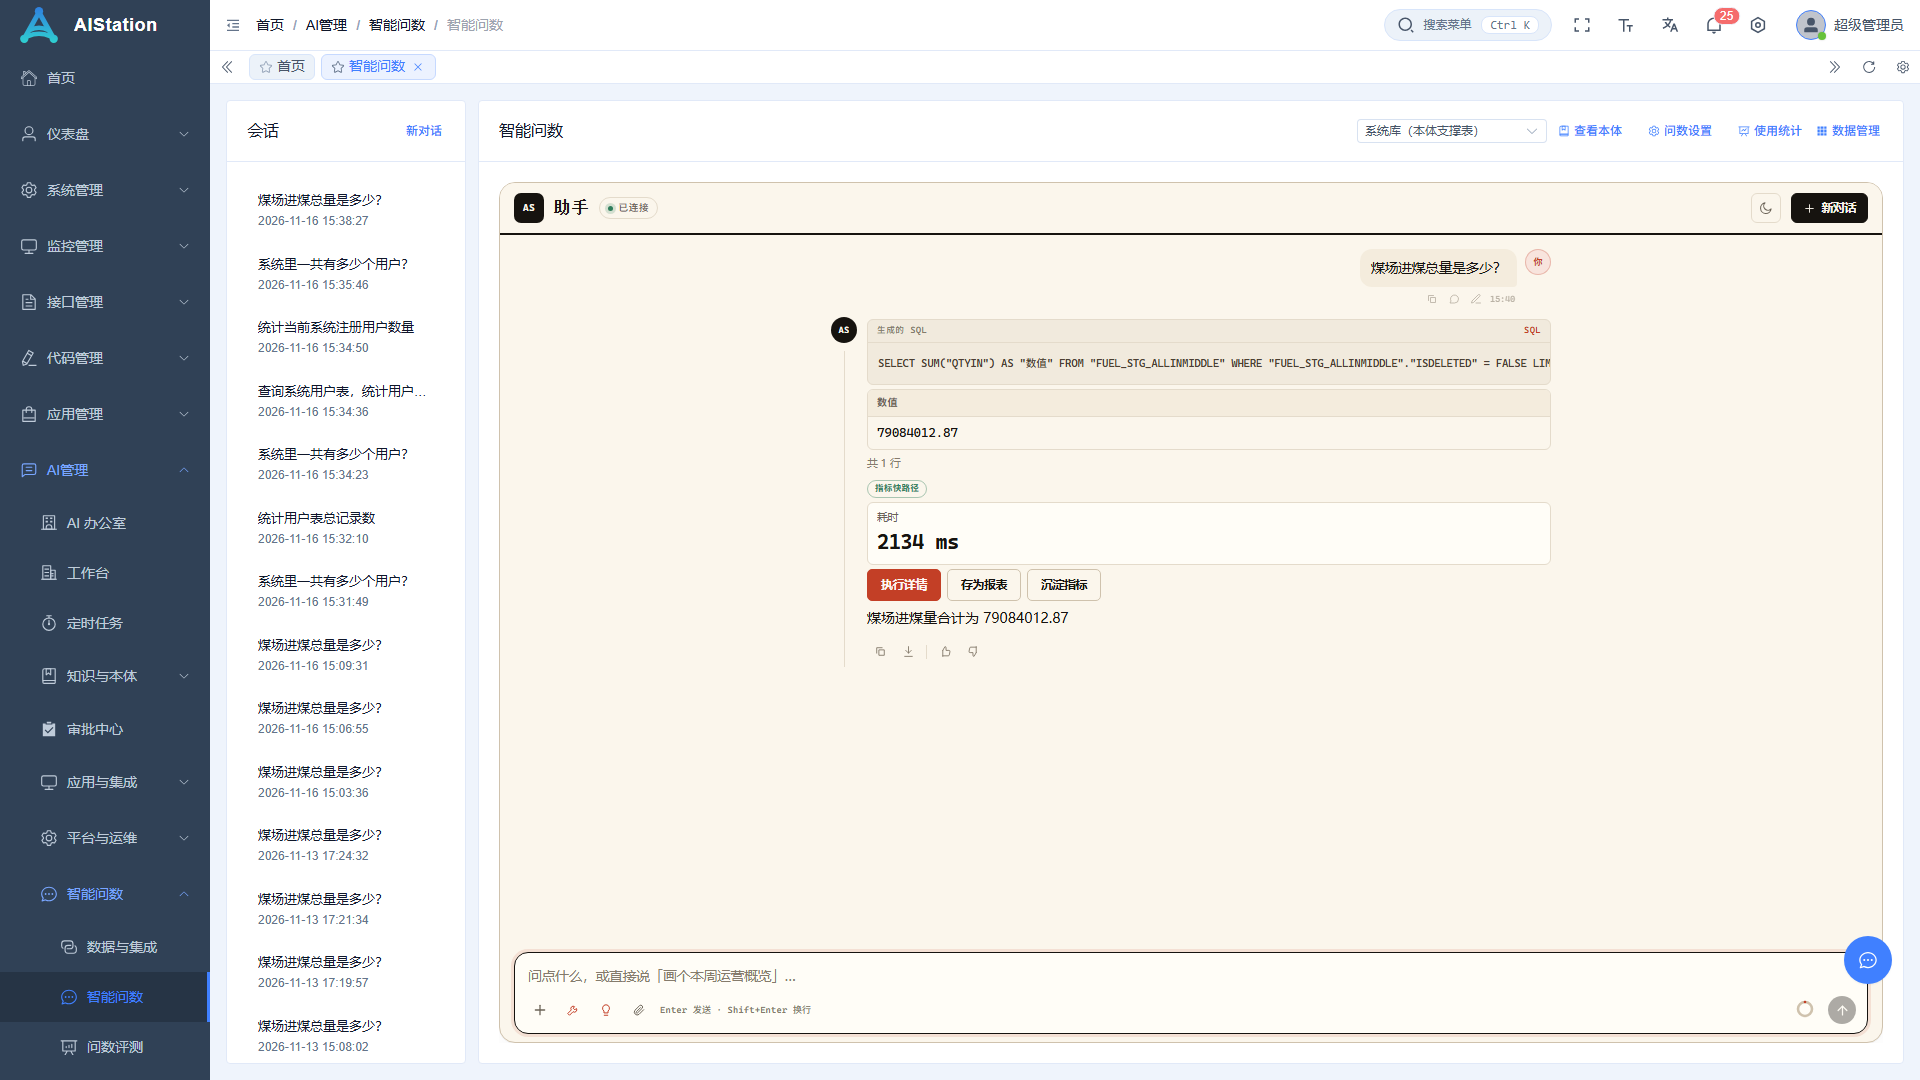 AIStation
首页 / AI管理 / 智能问数 / 智能问数
搜索菜单 Ctrl K
25
超级管理员
首页
智能问数
首页
仪表盘
系统管理
监控管理
接口管理
代码管理
应用管理
AI管理
AI 办公室
工作台
定时任务
知识与本体
审批中心
应用与集成
平台与运维
智能问数
数据与集成
智能问数
问数评测
会话
新对话
煤场进煤总量是多少?
2026-11-16 15:38:27
系统里一共有多少个用户?
2026-11-16 15:35:46
统计当前系统注册用户数量
2026-11-16 15:34:50
查询系统用户表，统计用户...
2026-11-16 15:34:36
系统里一共有多少个用户?
2026-11-16 15:34:23
统计用户表总记录数
2026-11-16 15:32:10
系统里一共有多少个用户?
2026-11-16 15:31:49
煤场进煤总量是多少?
2026-11-16 15:09:31
煤场进煤总量是多少?
2026-11-16 15:06:55
煤场进煤总量是多少?
2026-11-16 15:03:36
煤场进煤总量是多少?
2026-11-13 17:24:32
煤场进煤总量是多少?
2026-11-13 17:21:34
煤场进煤总量是多少?
2026-11-13 17:19:57
煤场进煤总量是多少?
2026-11-13 15:08:02
智能问数
系统库（本体支撑表）
查看本体
问数设置
使用统计
数据管理
AS 助手 已连接
+ 新对话
煤场进煤总量是多少?
你
15:40
AS
生成的 SQL
SQL
SELECT SUM("QTYIN") AS "数值" FROM "FUEL_STG_ALLINMIDDLE" WHERE "FUEL_STG_ALLINMIDDLE"."ISDELETED" = FALSE LIM
数值
79084012.87
共 1 行
指标快路径
耗时
2134 ms
执行详情
存为报表
沉淀指标
煤场进煤量合计为 79084012.87
问点什么，或直接说「画个本周运营概览」...
Enter 发送 · Shift+Enter 换行